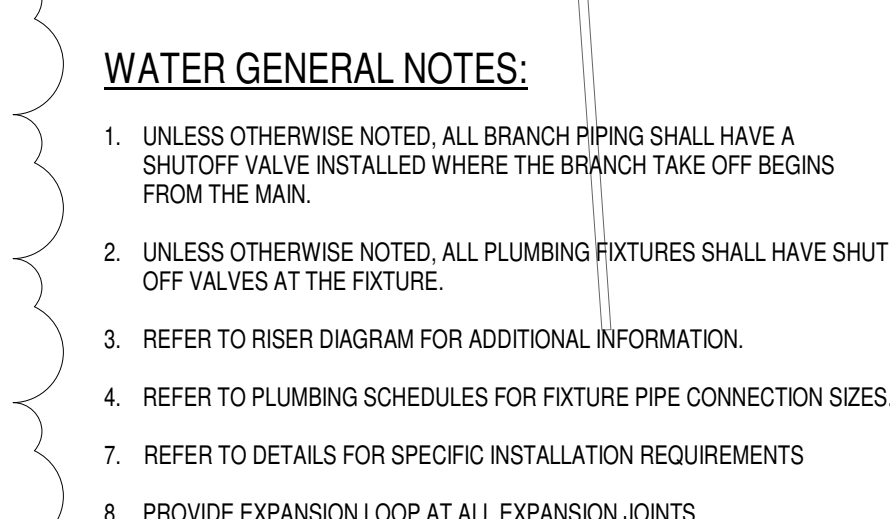 WATER GENERAL NOTES:
1. UNLESS OTHERWISE NOTED, ALL BRANCH PIPING SHALL HAVE A
SHUTOFF VALVE INSTALLED WHERE THE BRANCH TAKE OFF BEGINS
FROM THE MAIN.
2. UNLESS OTHERWISE NOTED, ALL PLUMBING FIXTURES SHALL HAVE SHUT
OFF VALVES AT THE FIXTURE.
3. REFER TO RISER DIAGRAM FOR ADDITIONAL INFORMATION.
4. REFER TO PLUMBING SCHEDULES FOR FIXTURE PIPE CONNECTION SIZES.
7. REFER TO DETAILS FOR SPECIFIC INSTALLATION REQUIREMENTS
8. PROVIDE EXPANSION LOOP AT ALL EXPANSION JOINTS